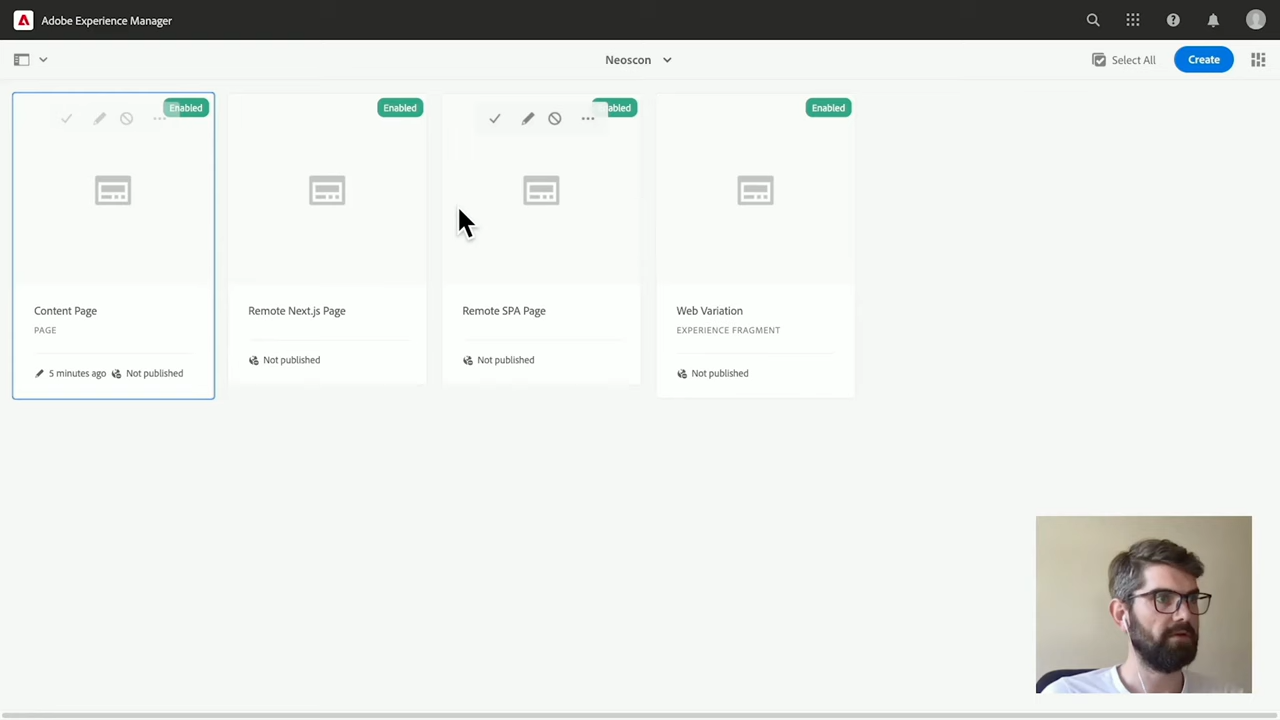 Adobe Experience Manager
Neoscon
Select All
Create
Enabled
Enabled
abled
Enabled
Content Page
PAGE
5 minutes ago Not published
Remote Next.js Page
Not published
Remote SPA Page
Not published
Web Variation
EXPERIENCE FRAGMENT
Not published